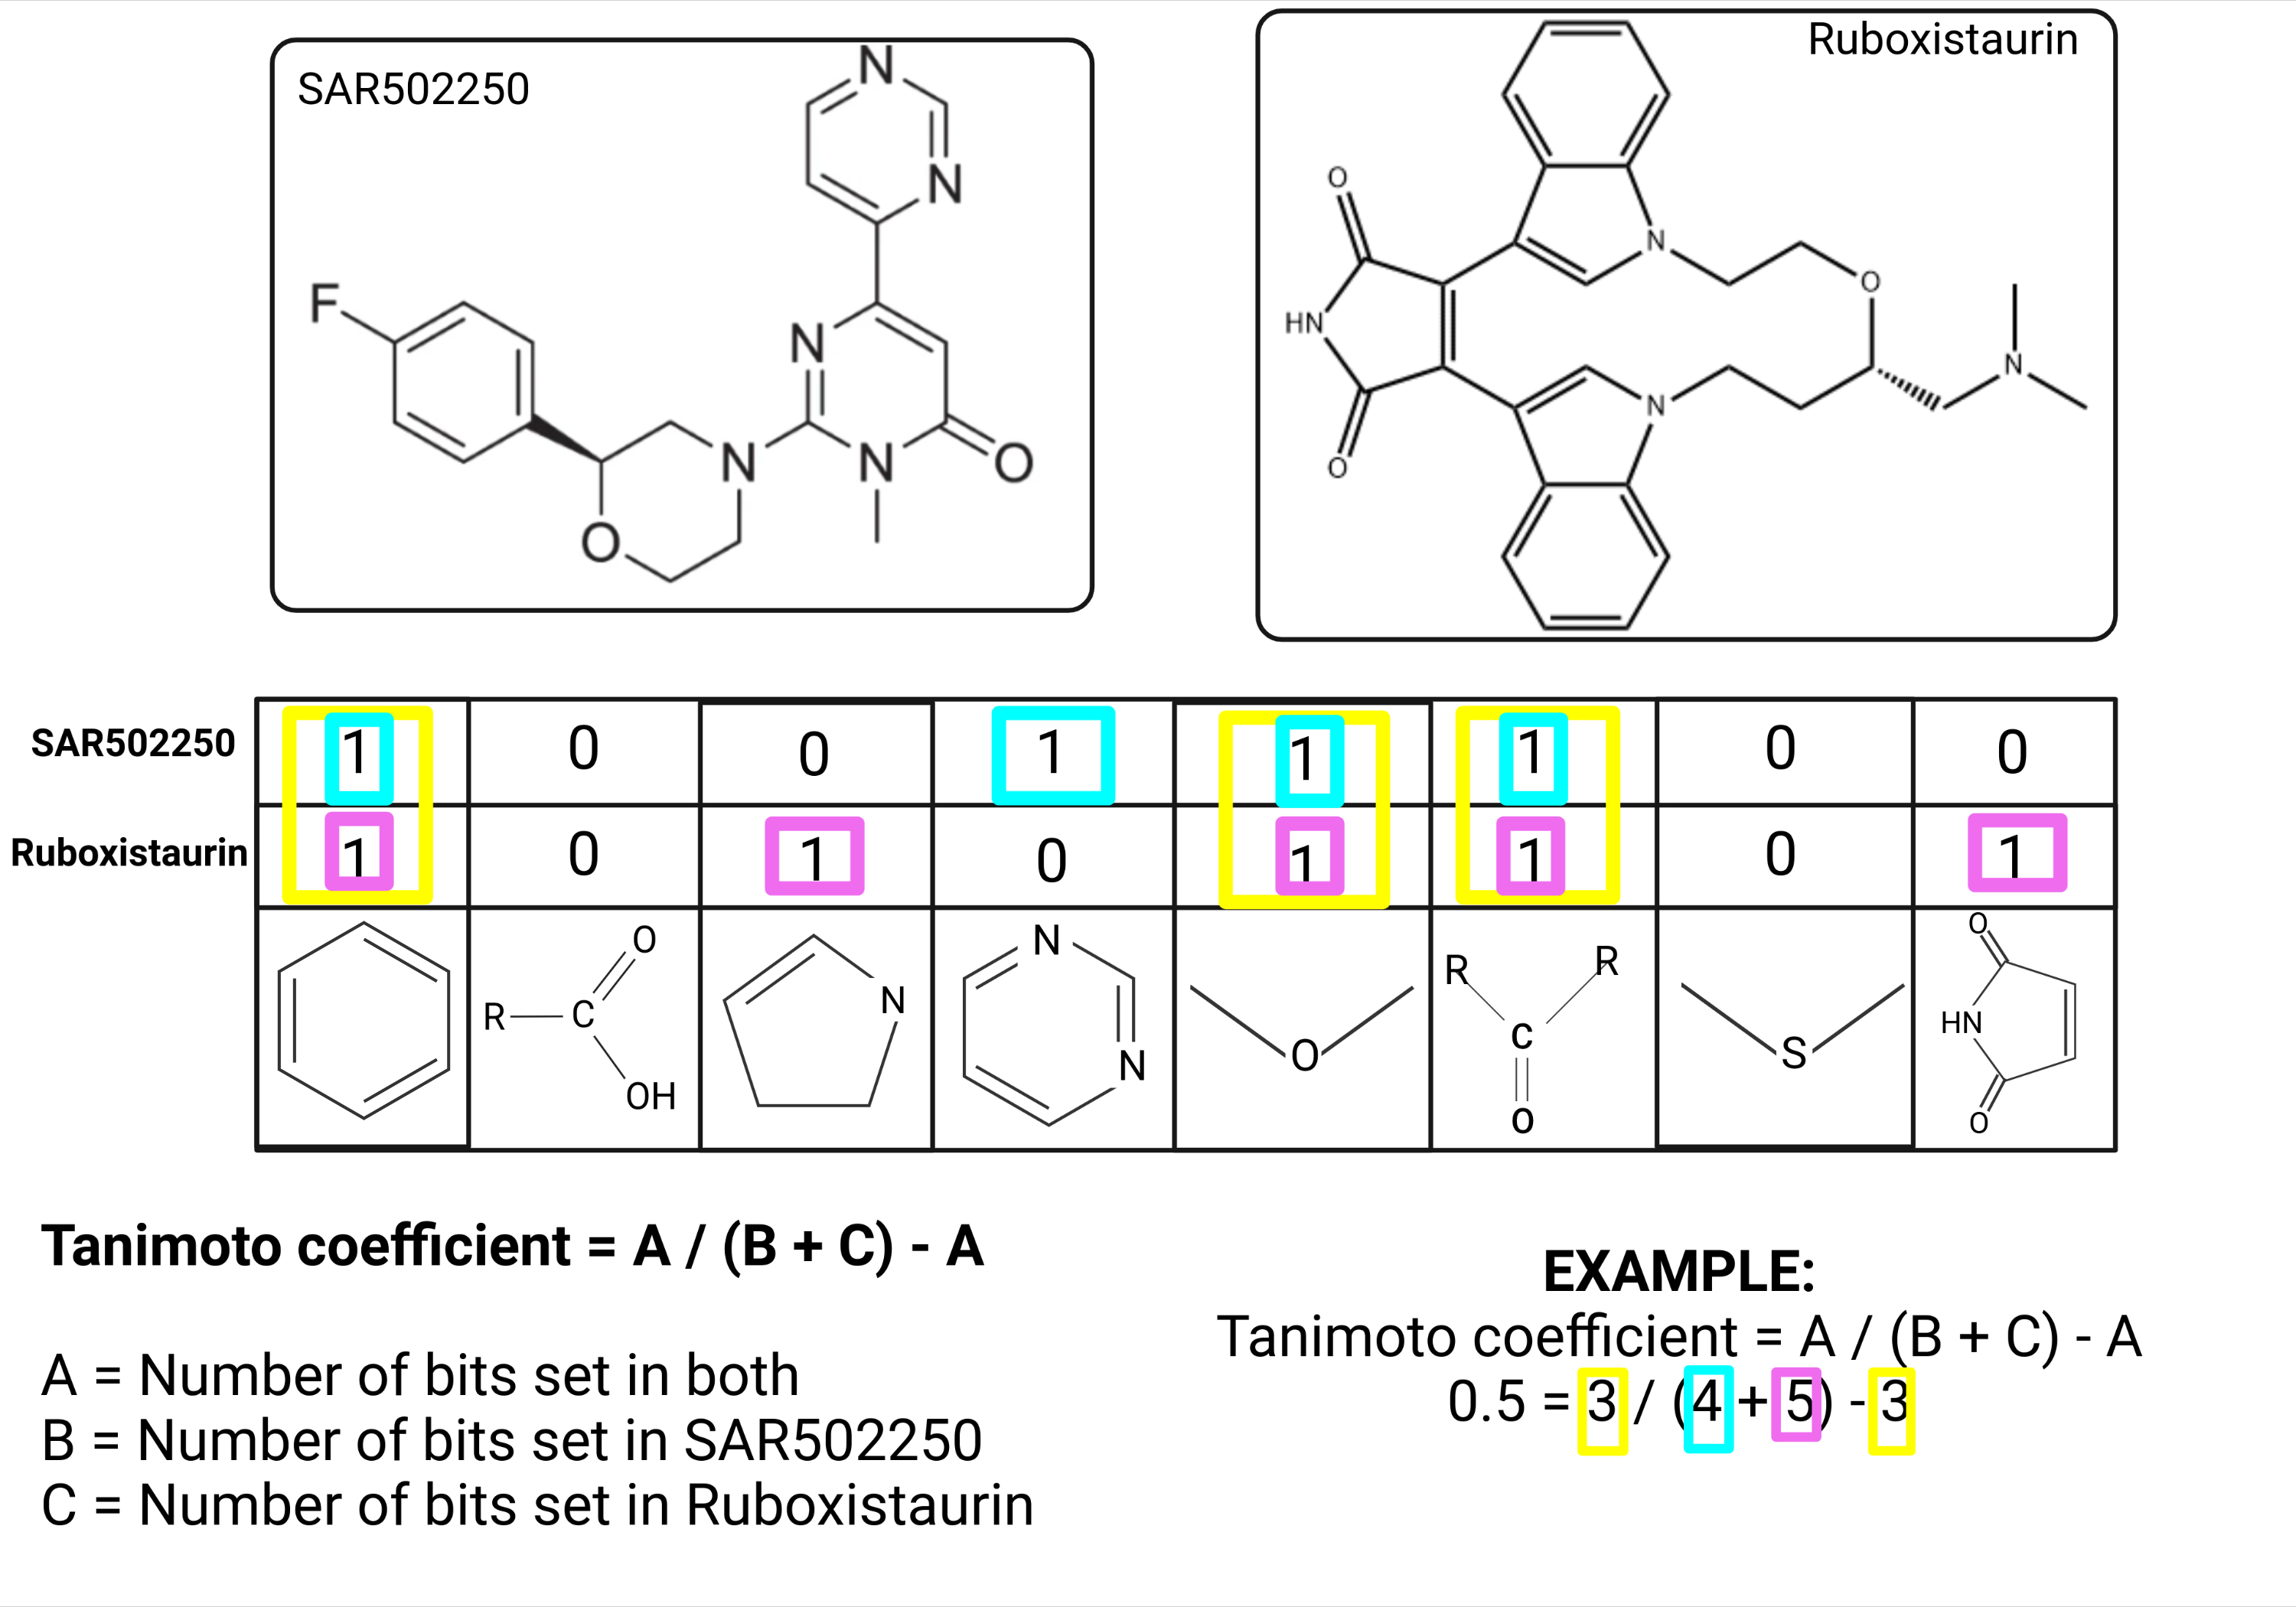 SAR502250
N
N
F
N
N
N
O
O
Ruboxistaurin
O
N
O
HN
N
N
O
SAR502250 1 0 0 1 1 1 0 0
Ruboxistaurin 1 0 1 0 1 1 0 1
R C O OH
N
N N
O
R R C O
S
O HN O
Tanimoto coefficient = A / (B + C) - A
A = Number of bits set in both
B = Number of bits set in SAR502250
C = Number of bits set in Ruboxistaurin
EXAMPLE:
Tanimoto coefficient = A / (B + C) - A
0.5 = 3 / (4 + 5) - 3